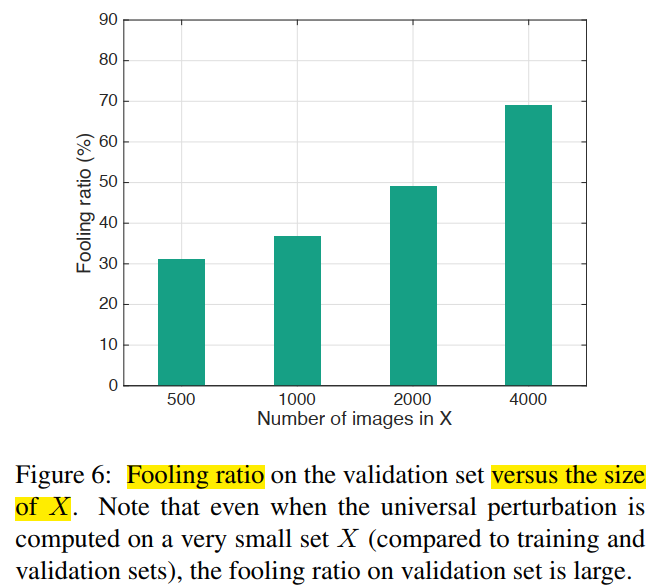 90
80
70
60
50
40
30
20
10
0
Fooling ratio (%)
500 1000 2000 4000
Number of images in X
Figure 6: Fooling ratio on the validation set versus the size
of X. Note that even when the universal perturbation is
computed on a very small set X (compared to training and
validation sets), the fooling ratio on validation set is large.